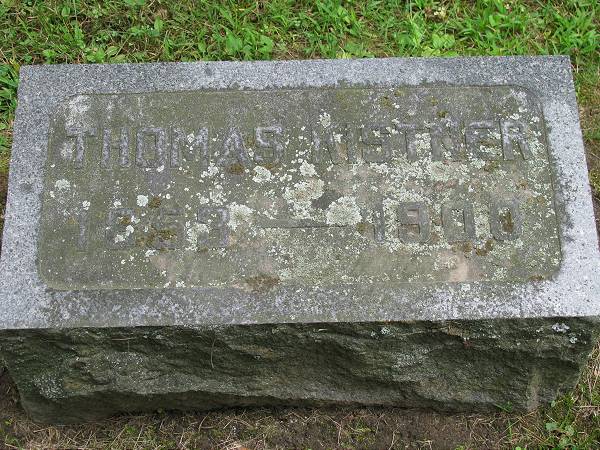 THOMAS KISTNER
1863 — 1900